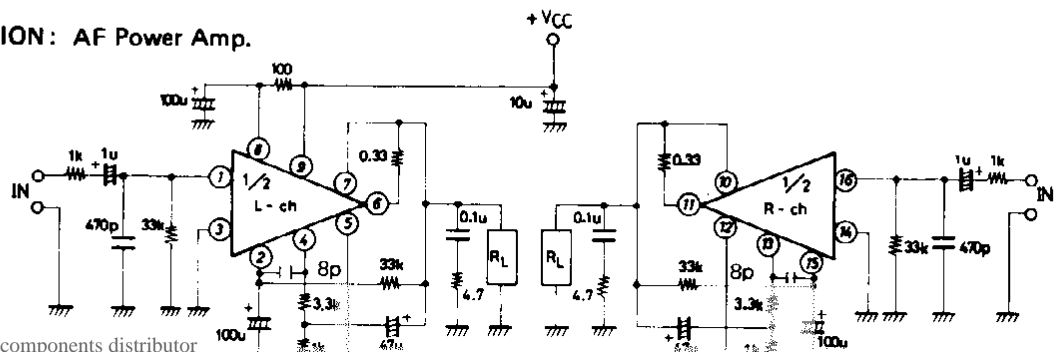 ION: AF Power Amp.
+ VCC
100
100u
10u
8
9
1k
1u
1
1/2
L-ch
7
0.33
6
IN
3
5
4
2
470p
33k
8p
33k
3.3k
100u
47u
1k
0.1u
RL
4.7
RL
0.1u
4.7
0.33
10
11
1/2
R-ch
12
13
15
16
14
1u
1k
IN
33k
470p
33k
8p
3.3k
100u
components distributor